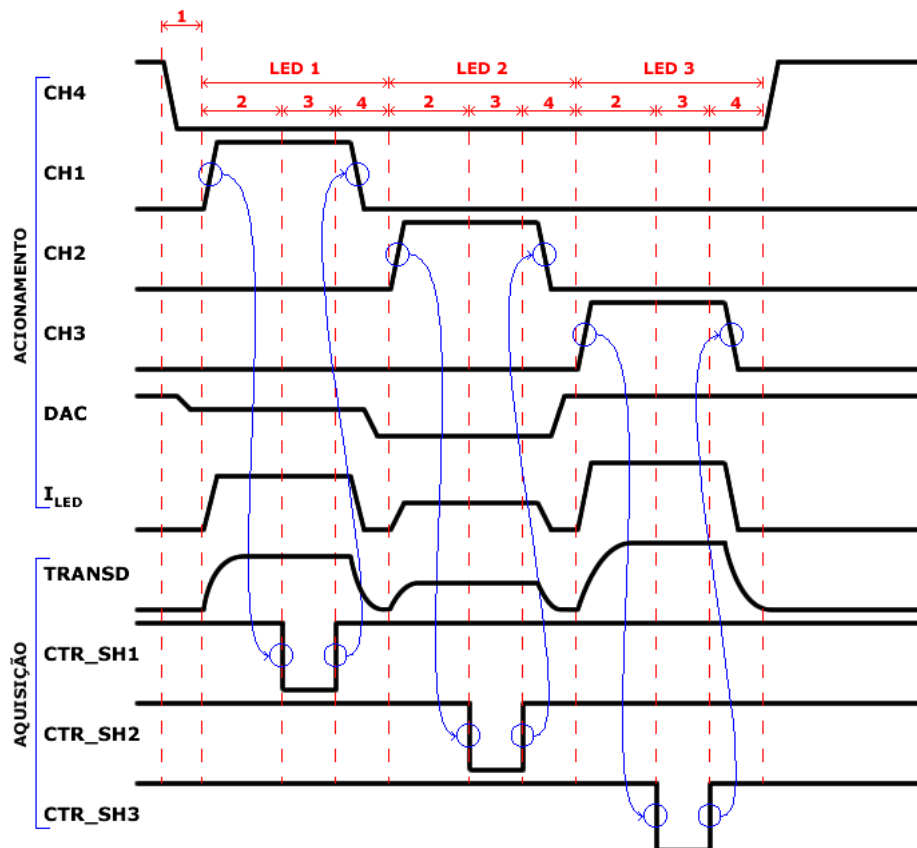 1
LED 1 LED 2 LED 3
2 3 4 2 3 4 2 3 4
CH4
CH1
CH2
CH3
DAC
I_LED
TRANSD
CTR_SH1
CTR_SH2
CTR_SH3
ACIONAMENTO
AQUISIÇÃO